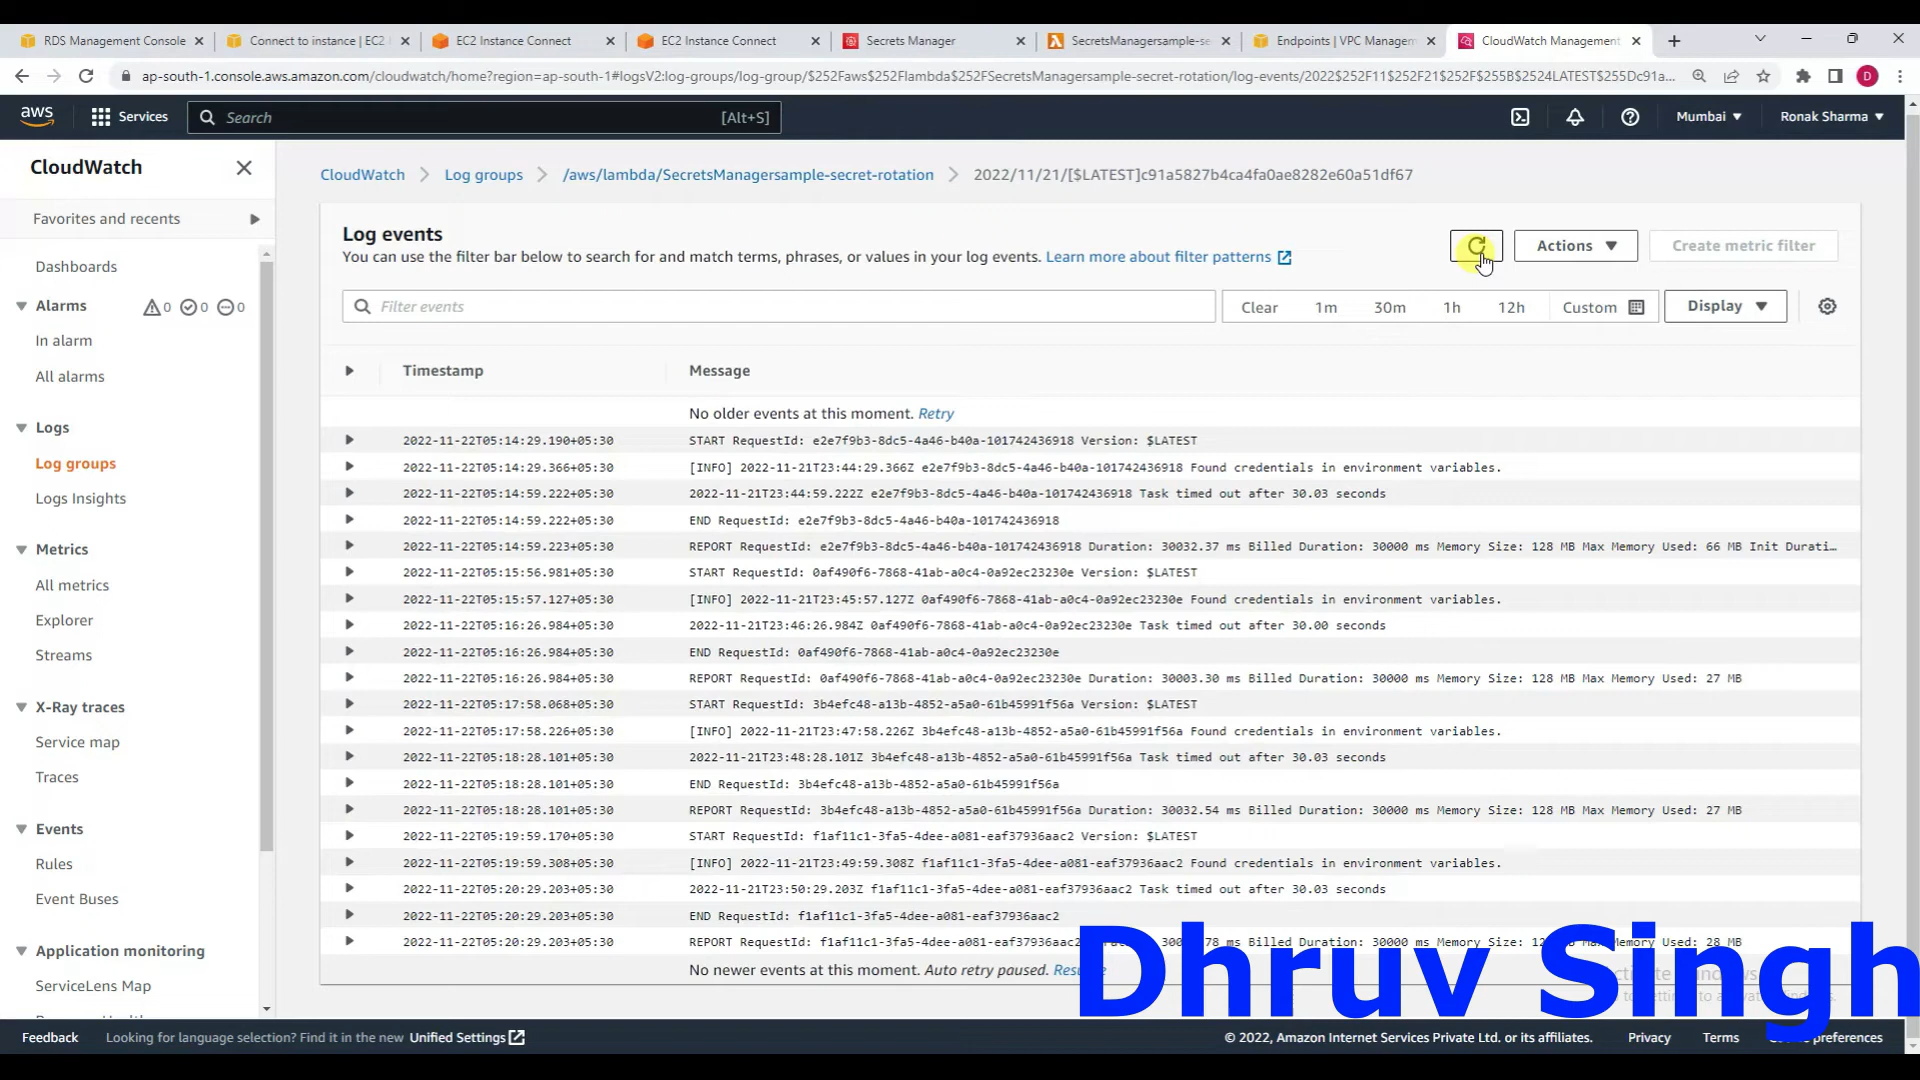 RDS Management Console
Connect to instance | EC2
EC2 Instance Connect
EC2 Instance Connect
Secrets Manager
SecretsManagersample-se
Endpoints | VPC Managem
CloudWatch Management
ap-south-1.console.aws.amazon.com/cloudwatch/home?region=ap-south-1#logsV2:log-groups/log-group/$252Faws$252Flambda$252FSecretsManagersample-secret-rotation/log-events/2022$252F11$252F21$252F$255B$2524LATEST$255Dc91a...
D
aws Services Search [Alt+S] Mumbai Ronak Sharma
CloudWatch
Favorites and recents
Dashboards
Alarms 0 0 0
In alarm
All alarms
Logs
Log groups
Logs Insights
Metrics
All metrics
Explorer
Streams
X-Ray traces
Service map
Traces
Events
Rules
Event Buses
Application monitoring
ServiceLens Map
CloudWatch Log groups /aws/lambda/SecretsManagersample-secret-rotation 2022/11/21/[$LATEST]c91a5827b4ca4fa0ae8282e60a51df67
Log events
You can use the filter bar below to search for and match terms, phrases, or values in your log events. Learn more about filter patterns
Actions
Create metric filter
Filter events
Clear 1m 30m 1h 12h Custom Display
Timestamp Message
No older events at this moment. Retry
2022-11-22T05:14:29.190+05:30 START RequestId: e2e7f9b3-8dc5-4a46-b40a-101742436918 Version: $LATEST
2022-11-22T05:14:29.366+05:30 [INFO] 2022-11-21T23:44:29.366Z e2e7f9b3-8dc5-4a46-b40a-101742436918 Found credentials in environment variables.
2022-11-22T05:14:59.222+05:30 2022-11-21T23:44:59.222Z e2e7f9b3-8dc5-4a46-b40a-101742436918 Task timed out after 30.03 seconds
2022-11-22T05:14:59.222+05:30 END RequestId: e2e7f9b3-8dc5-4a46-b40a-101742436918
2022-11-22T05:14:59.223+05:30 REPORT RequestId: e2e7f9b3-8dc5-4a46-b40a-101742436918 Duration: 30032.37 ms Billed Duration: 30000 ms Memory Size: 128 MB Max Memory Used: 66 MB Init Durati...
2022-11-22T05:15:56.981+05:30 START RequestId: 0af490f6-7868-41ab-a0c4-0a92ec23230e Version: $LATEST
2022-11-22T05:15:57.127+05:30 [INFO] 2022-11-21T23:45:57.127Z 0af490f6-7868-41ab-a0c4-0a92ec23230e Found credentials in environment variables.
2022-11-22T05:16:26.984+05:30 2022-11-21T23:46:26.984Z 0af490f6-7868-41ab-a0c4-0a92ec23230e Task timed out after 30.00 seconds
2022-11-22T05:16:26.984+05:30 END RequestId: 0af490f6-7868-41ab-a0c4-0a92ec23230e
2022-11-22T05:16:26.984+05:30 REPORT RequestId: 0af490f6-7868-41ab-a0c4-0a92ec23230e Duration: 30003.30 ms Billed Duration: 30000 ms Memory Size: 128 MB Max Memory Used: 27 MB
2022-11-22T05:17:58.068+05:30 START RequestId: 3b4efc48-a13b-4852-a5a0-61b45991f56a Version: $LATEST
2022-11-22T05:17:58.226+05:30 [INFO] 2022-11-21T23:47:58.226Z 3b4efc48-a13b-4852-a5a0-61b45991f56a Found credentials in environment variables.
2022-11-22T05:18:28.101+05:30 2022-11-21T23:48:28.101Z 3b4efc48-a13b-4852-a5a0-61b45991f56a Task timed out after 30.03 seconds
2022-11-22T05:18:28.101+05:30 END RequestId: 3b4efc48-a13b-4852-a5a0-61b45991f56a
2022-11-22T05:18:28.101+05:30 REPORT RequestId: 3b4efc48-a13b-4852-a5a0-61b45991f56a Duration: 30032.54 ms Billed Duration: 30000 ms Memory Size: 128 MB Max Memory Used: 27 MB
2022-11-22T05:19:59.170+05:30 START RequestId: f1af11c1-3fa5-4dee-a081-eaf37936aac2 Version: $LATEST
2022-11-22T05:19:59.308+05:30 [INFO] 2022-11-21T23:49:59.308Z f1af11c1-3fa5-4dee-a081-eaf37936aac2 Found credentials in environment variables.
2022-11-22T05:20:29.203+05:30 2022-11-21T23:50:29.203Z f1af11c1-3fa5-4dee-a081-eaf37936aac2 Task timed out after 30.03 seconds
2022-11-22T05:20:29.203+05:30 END RequestId: f1af11c1-3fa5-4dee-a081-eaf37936aac2
2022-11-22T05:20:29.203+05:30 REPORT RequestId: f1af11c1-3fa5-4dee-a081-eaf37936aac2 ms Billed Duration: 30000 ms Memory Size: MB Max Memory Used: 28 MB
No newer events at this moment. Auto retry paused.
Dhruv Singh
Feedback Looking for language selection? Find it in the new Unified Settings © 2022, Amazon Internet Services Private Ltd. or its affiliates. Privacy Terms preferences